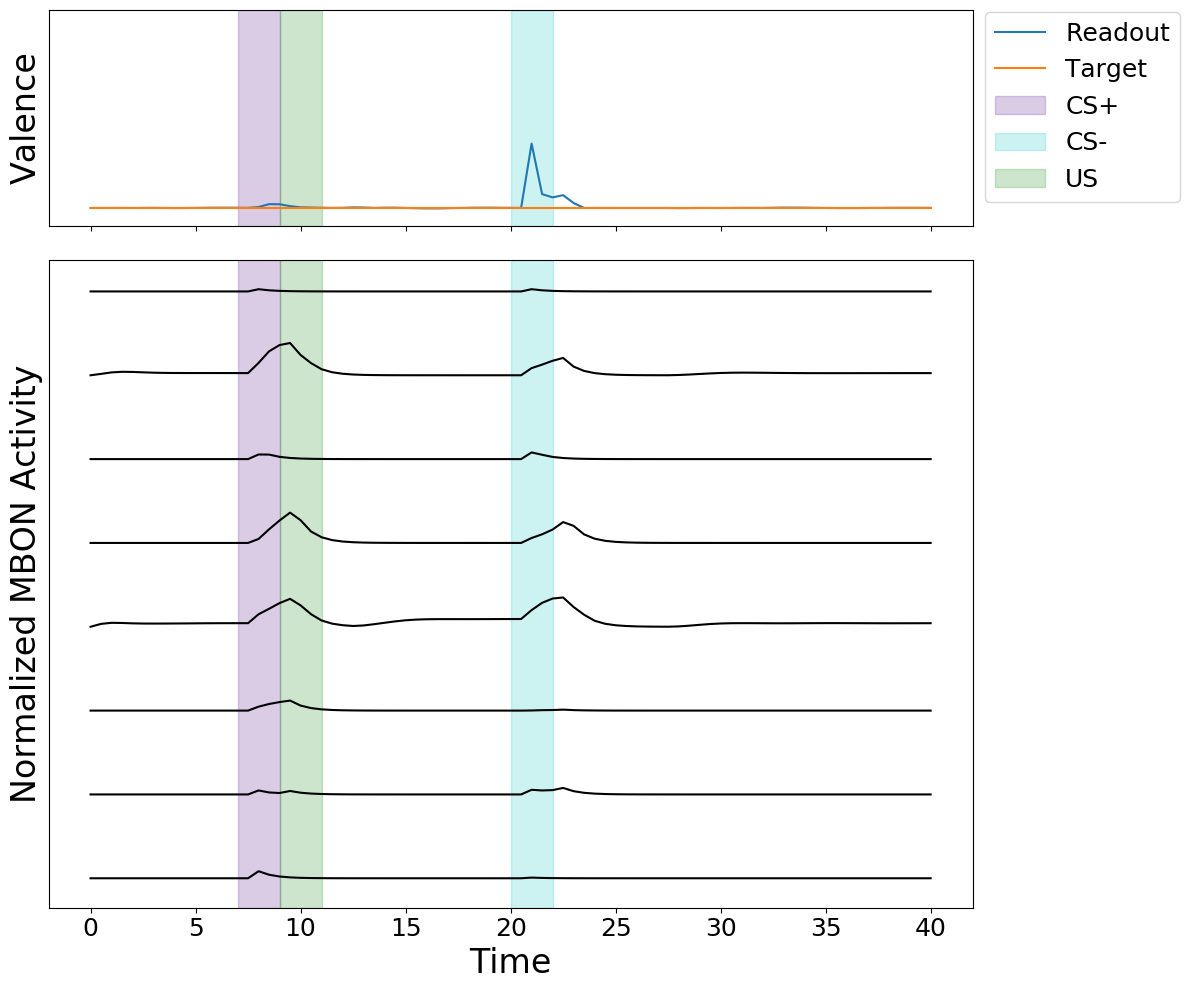 Valence
Readout
Target
CS+
CS-
US
Normalized MBON Activity
0 5 10 15 20 25 30 35 40
Time